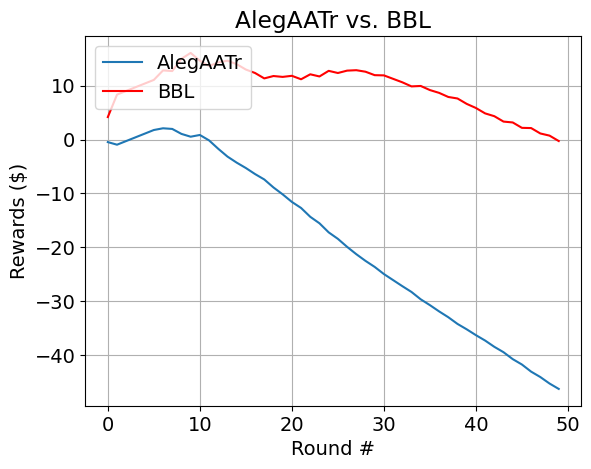 AlegAATr vs. BBL
AlegAATr
BBL
Rewards ($)
10
0
−10
−20
−30
−40
0 10 20 30 40 50
Round #